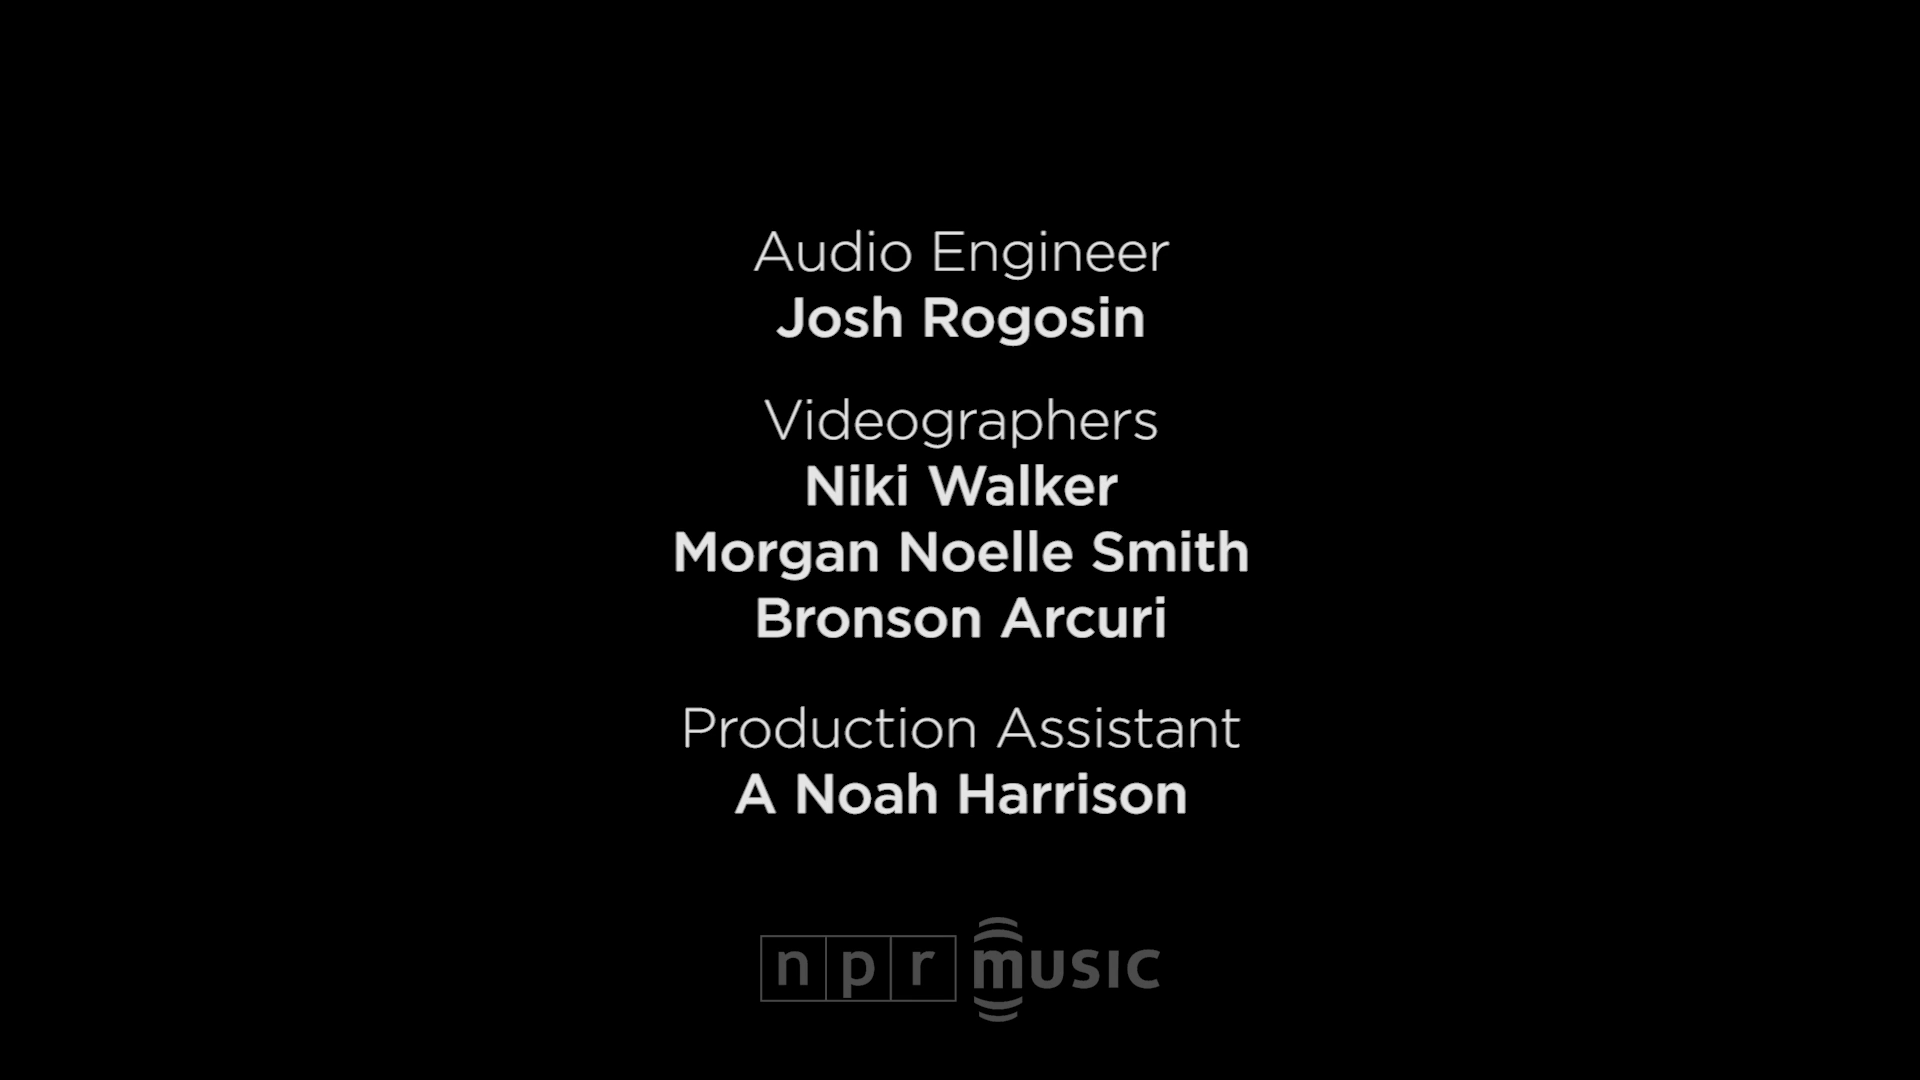 Audio Engineer
Josh Rogosin
Videographers
Niki Walker
Morgan Noelle Smith
Bronson Arcuri
Production Assistant
A Noah Harrison
npr music